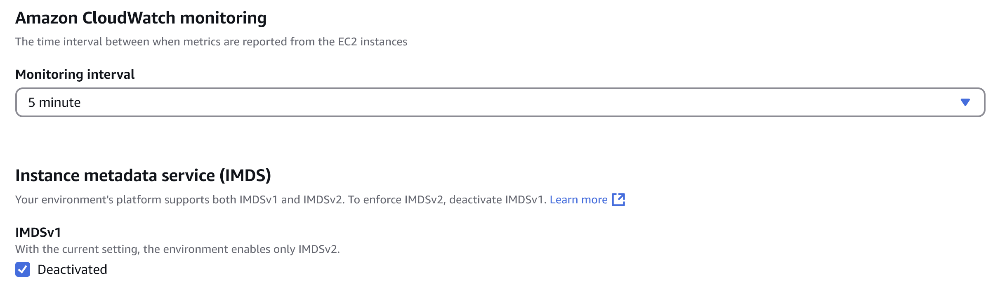 Amazon CloudWatch monitoring
The time interval between when metrics are reported from the EC2 instances
Monitoring interval
5 minute
Instance metadata service (IMDS)
Your environment's platform supports both IMDSv1 and IMDSv2. To enforce IMDSv2, deactivate IMDSv1. Learn more
IMDSv1
With the current setting, the environment enables only IMDSv2.
Deactivated